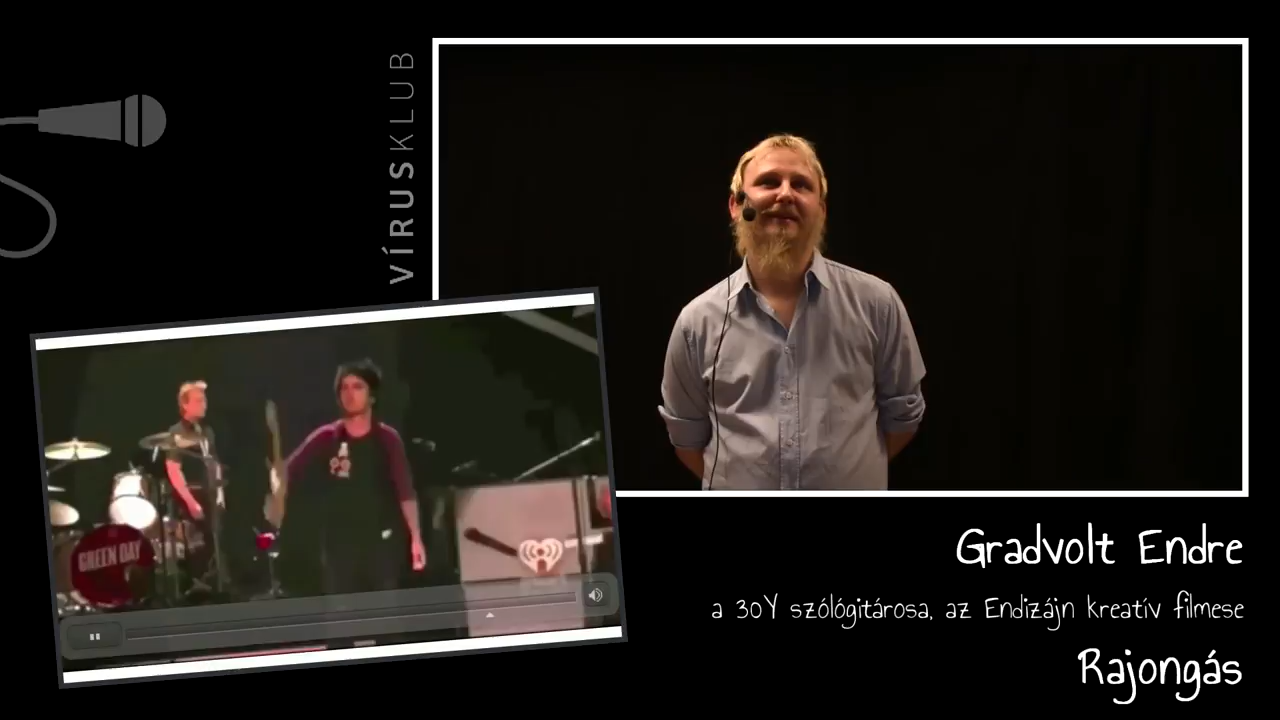 VÍRUSKLUB
GREEN DAY
Gradvolt Endre
a 30Y szólógitárosa, az Endizájn kreatív filmese
Rajongás